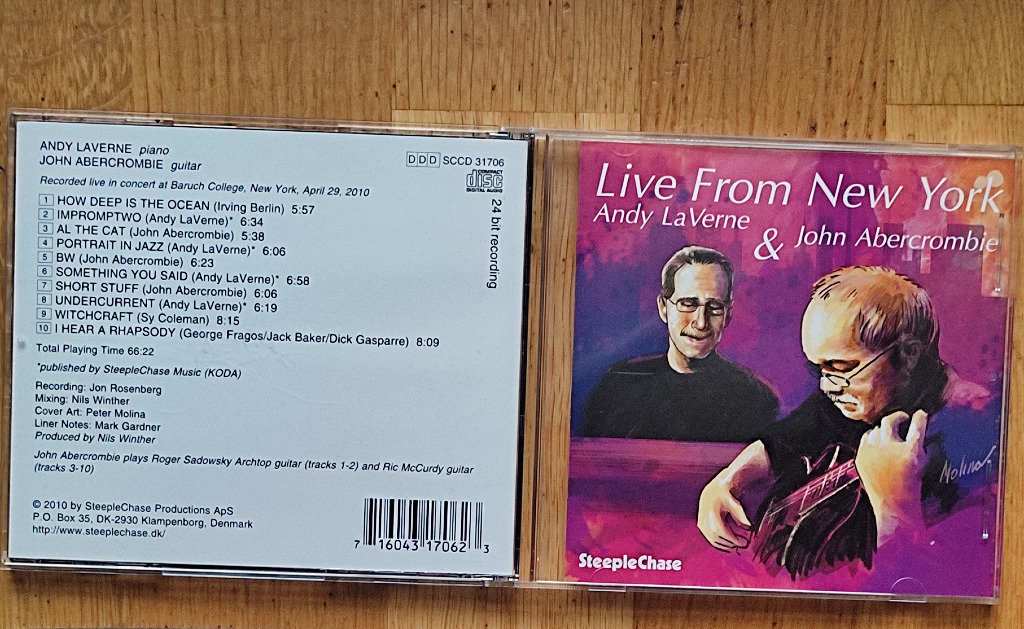 ANDY LAVERNE piano
JOHN ABERCROMBIE guitar
DDD SCCD 31706
COMPACT
disc
DIGITAL AUDIO
24 bit recording
Recorded live in concert at Baruch College, New York, April 29, 2010
1 HOW DEEP IS THE OCEAN (Irving Berlin) 5:57
2 IMPROMPTWO (Andy LaVerne)* 6:34
3 AL THE CAT (John Abercrombie) 5:38
4 PORTRAIT IN JAZZ (Andy LaVerne)* 6:06
5 BW (John Abercrombie) 6:23
6 SOMETHING YOU SAID (Andy LaVerne)* 6:58
7 SHORT STUFF (John Abercrombie) 6:06
8 UNDERCURRENT (Andy LaVerne)* 6:19
9 WITCHCRAFT (Sy Coleman) 8:15
10 I HEAR A RHAPSODY (George Fragos/Jack Baker/Dick Gasparre) 8:09
Total Playing Time 66:22
*published by SteepleChase Music (KODA)
Recording: Jon Rosenberg
Mixing: Nils Winther
Cover Art: Peter Molina
Liner Notes: Mark Gardner
Produced by Nils Winther
John Abercrombie plays Roger Sadowsky Archtop guitar (tracks 1-2) and Ric McCurdy guitar
(tracks 3-10)
© 2010 by SteepleChase Productions ApS
P.O. Box 35, DK-2930 Klampenborg, Denmark
http://www.steeplechase.dk/
7 16043 17062 3
Live From New York
Andy LaVerne
& John Abercrombie
Molina
SteepleChase